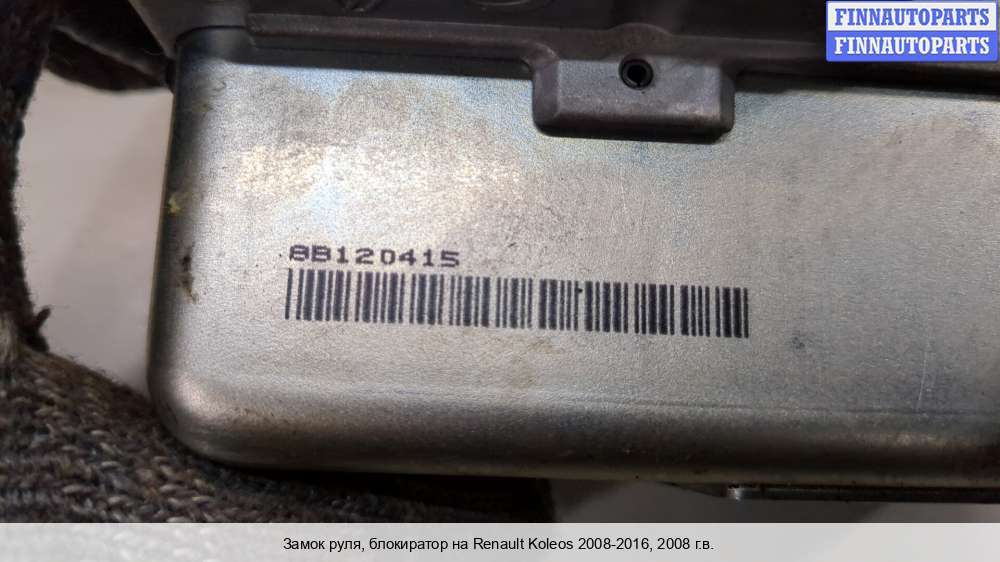 FINNAUTOPARTS
FINNAUTOPARTS
8B120415
Замок руля, блокиратор на Renault Koleos 2008-2016, 2008 г.в.